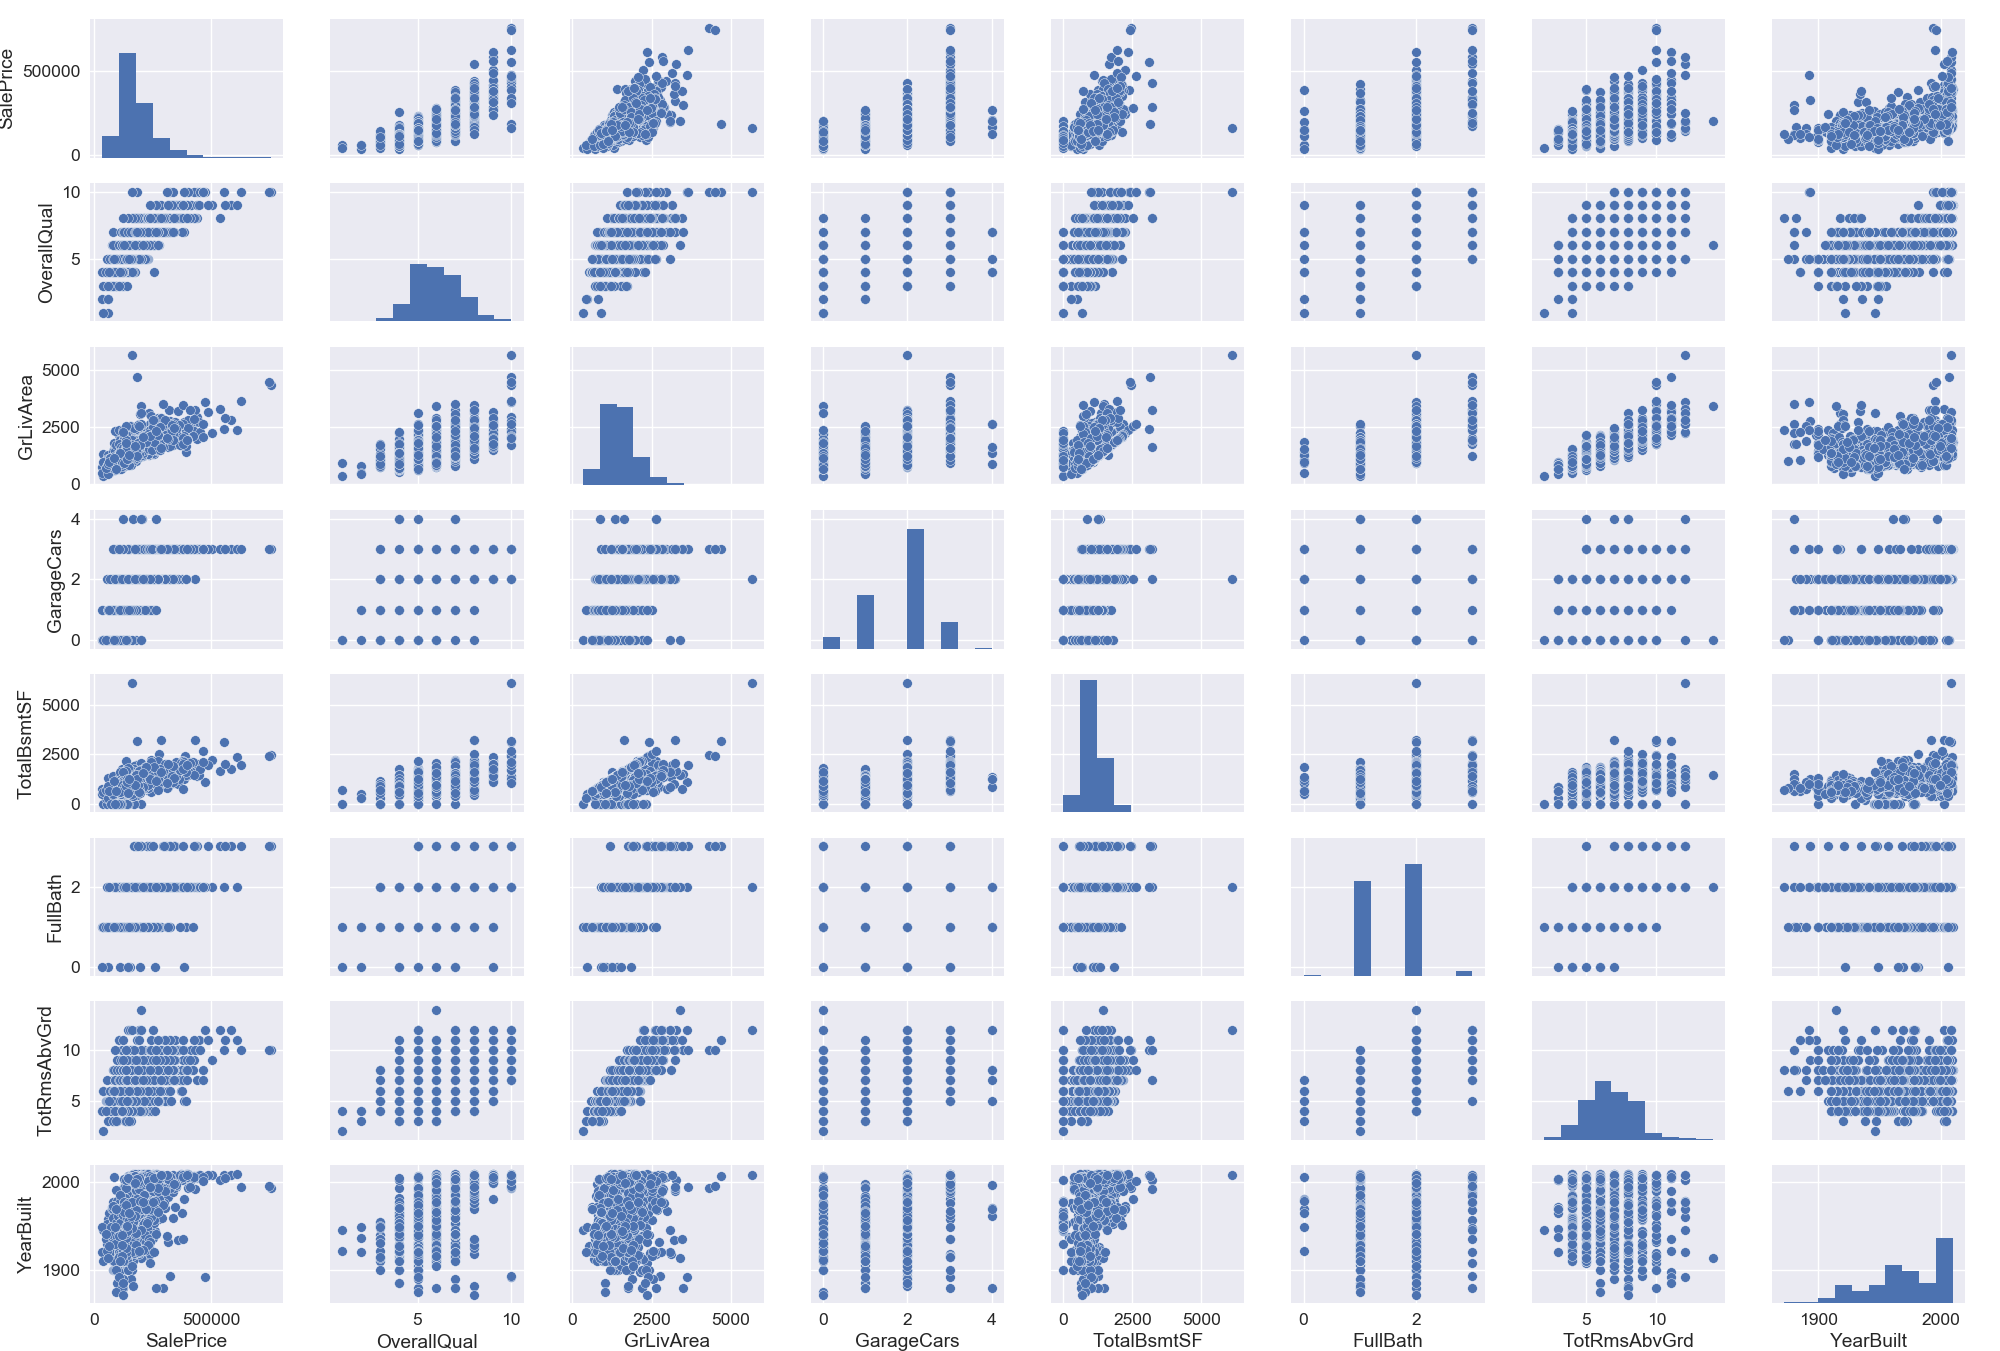 SalePrice
500000
0
OverallQual
10
5
GrLivArea
5000
2500
0
GarageCars
4
2
0
TotalBsmtSF
5000
2500
0
FullBath
2
0
TotRmsAbvGrd
10
5
YearBuilt
2000
1900
0 500000 5 10 0 2500 5000 0 2 4 0 2500 5000 0 2 5 10 1900 2000
SalePrice OverallQual GrLivArea GarageCars TotalBsmtSF FullBath TotRmsAbvGrd YearBuilt